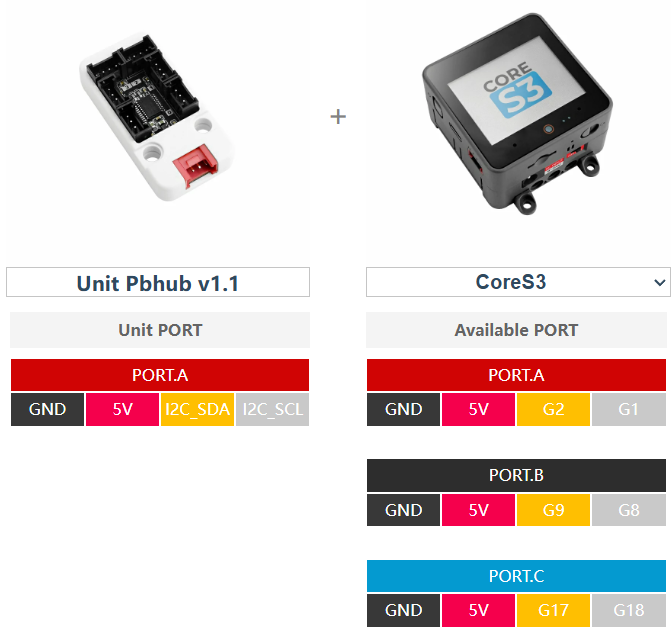 CORE
S3
+
Unit Pbhub v1.1
CoreS3
Unit PORT
Available PORT
PORT.A
PORT.A
GND 5V I2C_SDA I2C_SCL
GND 5V G2 G1
PORT.B
GND 5V G9 G8
PORT.C
GND 5V G17 G18